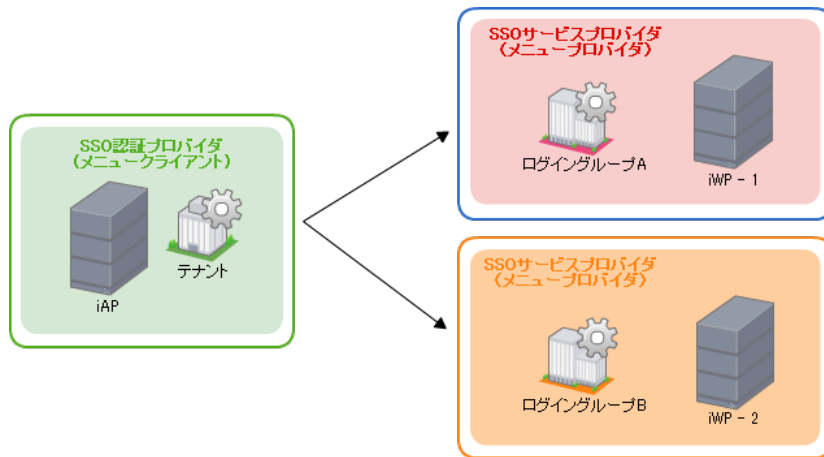 SSO認証プロバイダ
(メニュークライアント)
iAP
テナント
SSOサービスプロバイダ
(メニュープロバイダ)
ログイングループA
iWP - 1
SSOサービスプロバイダ
(メニュープロバイダ)
ログイングループB
iWP - 2